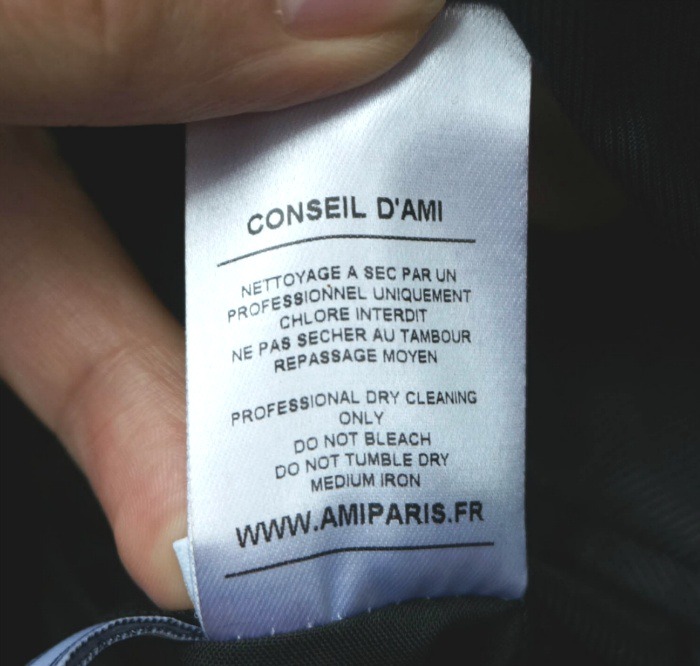 CONSEIL D'AMI
NETTOYAGE A SEC PAR UN
PROFESSIONNEL UNIQUEMENT
CHLORE INTERDIT
NE PAS SECHER AU TAMBOUR
REPASSAGE MOYEN
PROFESSIONAL DRY CLEANING
ONLY
DO NOT BLEACH
DO NOT TUMBLE DRY
MEDIUM IRON
WWW.AMIPARIS.FR